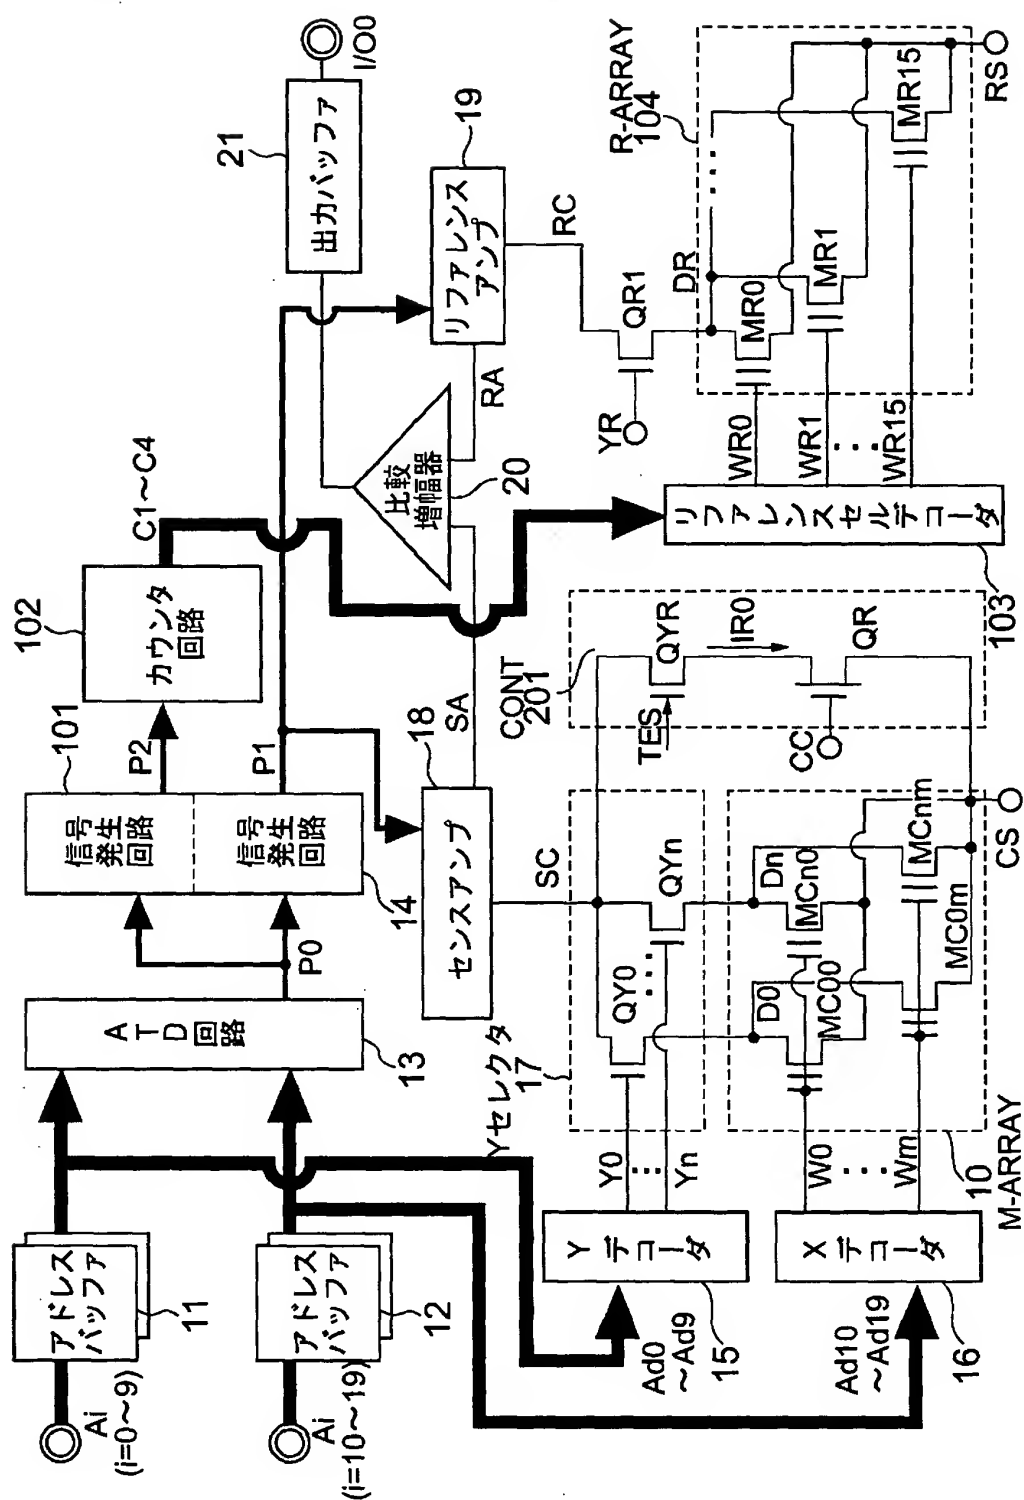 Ai
(i=0～9)
アドレス
バッファ
11
Ai
(i=10～19)
アドレス
バッファ
12
ATD回路
13
P0
信号
発生
回路
101
信号
発生
回路
14
P2
P1
カウンタ
回路
102
C1～C4
出力バッファ
21
I/O0
リファレンス
アンプ
19
比較
増幅器
20
RA
SA
センスアンプ
18
RC
SC
Yデコーダ
15
Ad0
～Ad9
Xデコーダ
16
Ad10
～Ad19
Y0
Yn
Yセレクタ
17
QY0
QYn
W0
Wm
10
M-ARRAY
D0
Dn
MC00
MCn0
MC0m
MCnm
CS
CONT
201
TES
QYR
IR0
CC
QR
リファレンスセルデコーダ
103
WR0
WR1
WR15
YR
QR1
DR
MR0
MR1
MR15
R-ARRAY
104
RS